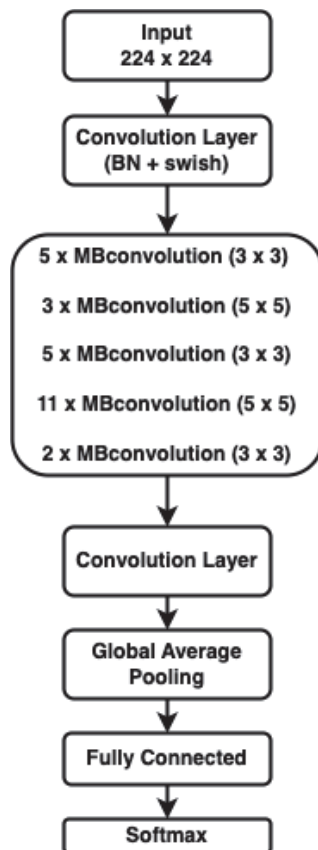 Input
224 x 224
Convolution Layer
(BN + swish)
5 x MBconvolution (3 x 3)
3 x MBconvolution (5 x 5)
5 x MBconvolution (3 x 3)
11 x MBconvolution (5 x 5)
2 x MBconvolution (3 x 3)
Convolution Layer
Global Average
Pooling
Fully Connected
Softmax